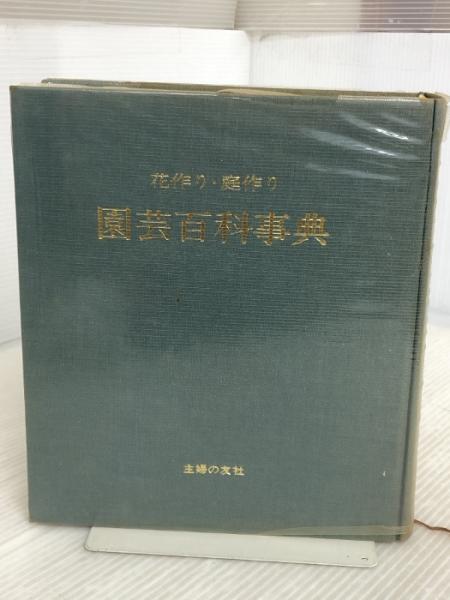 花作り・庭作り
園芸百科事典
主婦の友社